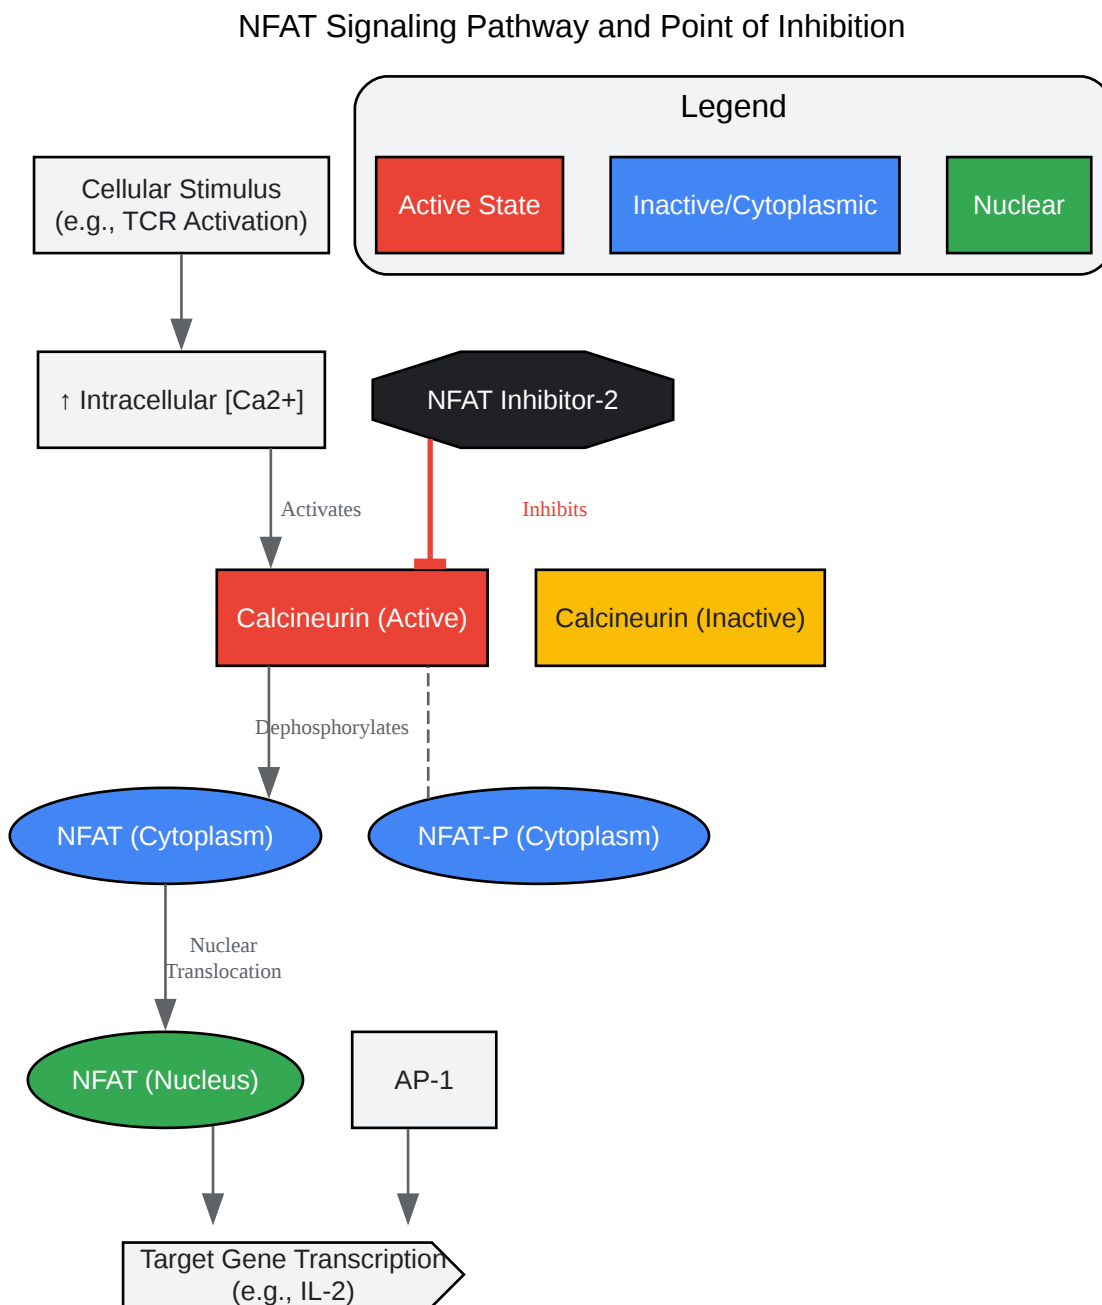 NFAT Signaling Pathway and Point of Inhibition
Legend
Active State
Inactive/Cytoplasmic
Nuclear
Cellular Stimulus
(e.g., TCR Activation)
↑ Intracellular [Ca2+]
NFAT Inhibitor-2
Activates
Inhibits
Calcineurin (Active)
Calcineurin (Inactive)
Dephosphorylates
NFAT (Cytoplasm)
NFAT-P (Cytoplasm)
Nuclear
Translocation
NFAT (Nucleus)
AP-1
Target Gene Transcription
(e.g., IL-2)